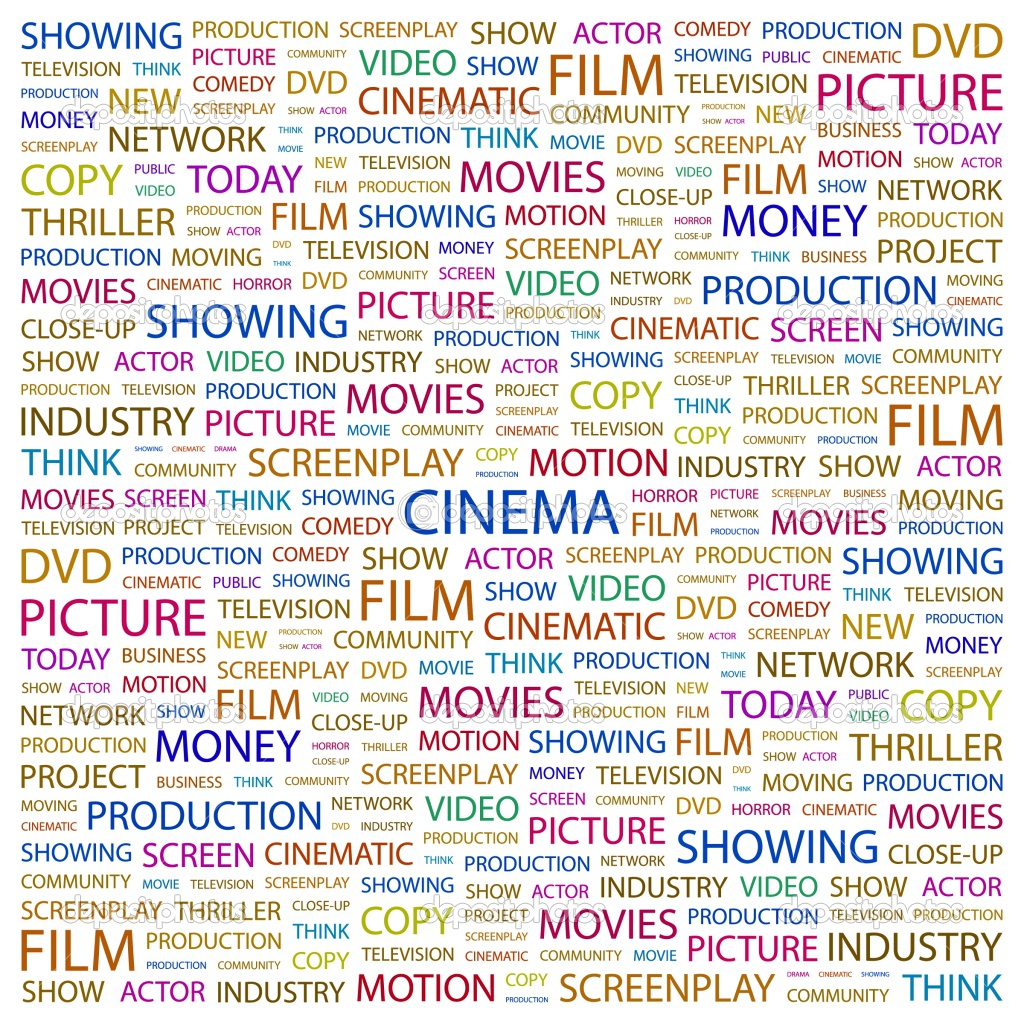 SHOWING PRODUCTION SCREENPLAY SHOW ACTOR COMEDY PRODUCTION DVD
TELEVISION THINK PICTURE COMMUNITY DVD VIDEO SHOW FILM SHOWING PUBLIC CINEMATIC
PRODUCTION NEW COMEDY CINEMATIC TELEVISION PICTURE
MONEY SCREENPLAY SHOW ACTOR COMMUNITY PRODUCTION SHOW ACTOR NEW
SCREENPLAY NETWORK THINK MOVIE PRODUCTION THINK MOVIE DVD SCREENPLAY BUSINESS TODAY
COPY PUBLIC VIDEO TODAY NEW TELEVISION MOVIES MOVING VIDEO FILM MOTION SHOW ACTOR
FILM PRODUCTION CLOSE-UP SHOW NETWORK
THRILLER PRODUCTION SHOW ACTOR FILM SHOWING MOTION THRILLER HORROR MONEY PRODUCTION
PRODUCTION MOVING DVD THINK TELEVISION MONEY SCREENPLAY CLOSE-UP COMMUNITY THINK BUSINESS PROJECT
MOVIES CINEMATIC HORROR DVD COMMUNITY SCREEN VIDEO NETWORK PRODUCTION MOVING
PICTURE PRODUCTION INDUSTRY DVD CINEMATIC
CLOSE-UP SHOWING NETWORK PRODUCTION THINK CINEMATIC SCREEN SHOWING
SHOW ACTOR VIDEO INDUSTRY SHOW ACTOR SHOWING SCREENPLAY TELEVISION MOVIE COMMUNITY
PRODUCTION TELEVISION PRODUCTION MOVIES PROJECT COPY CLOSE-UP THRILLER SCREENPLAY
INDUSTRY PICTURE SCREENPLAY THINK PRODUCTION FILM
MOVIE COMMUNITY CINEMATIC TELEVISION COPY COMMUNITY PRODUCTION
THINK SHOWING CINEMATIC DRAMA SCREENPLAY COPY MOTION INDUSTRY SHOW ACTOR
COMMUNITY PRODUCTION
MOVIES SCREEN THINK SHOWING CINEMA HORROR PICTURE SCREENPLAY BUSINESS MOVING
TELEVISION PROJECT TELEVISION COMEDY FILM NETWORK PRODUCTION MOVIES PRODUCTION
DVD PRODUCTION COMEDY SHOW ACTOR SCREENPLAY PRODUCTION SHOWING
CINEMATIC PUBLIC SHOWING FILM SHOW VIDEO COMMUNITY PICTURE THINK TELEVISION
PICTURE TELEVISION CINEMATIC DVD COMEDY PRODUCTION
NEW PRODUCTION SHOW ACTOR COMMUNITY SHOW ACTOR SCREENPLAY NEW MONEY
TODAY BUSINESS SCREENPLAY DVD MOVIE THINK PRODUCTION THINK MOVIE NETWORK SCREENPLAY
SHOW ACTOR MOTION FILM VIDEO MOVING MOVIES TELEVISION NEW TODAY PUBLIC VIDEO COPY
NETWORK SHOW CLOSE-UP PRODUCTION FILM
PRODUCTION MONEY HORROR THRILLER MOTION SHOWING FILM PRODUCTION SHOW ACTOR THRILLER
PROJECT BUSINESS THINK CLOSE-UP COMMUNITY SCREENPLAY MONEY TELEVISION DVD THINK MOVING PRODUCTION
MOVING PRODUCTION NETWORK VIDEO SCREEN COMMUNITY DVD HORROR CINEMATIC MOVIES
CINEMATIC DVD INDUSTRY PRODUCTION PICTURE
SHOWING SCREEN CINEMATIC THINK PRODUCTION NETWORK SHOWING CLOSE-UP
COMMUNITY MOVIE TELEVISION SCREENPLAY SHOWING SHOW ACTOR INDUSTRY VIDEO SHOW ACTOR
SCREENPLAY THRILLER CLOSE-UP COPY PROJECT MOVIES PRODUCTION TELEVISION PRODUCTION
FILM PRODUCTION THINK SCREENPLAY PICTURE INDUSTRY
PRODUCTION COMMUNITY COPY TELEVISION CINEMATIC COMMUNITY MOVIE
SHOW ACTOR INDUSTRY MOTION COPY PRODUCTION SCREENPLAY DRAMA CINEMATIC SHOWING COMMUNITY THINK
depositphotos